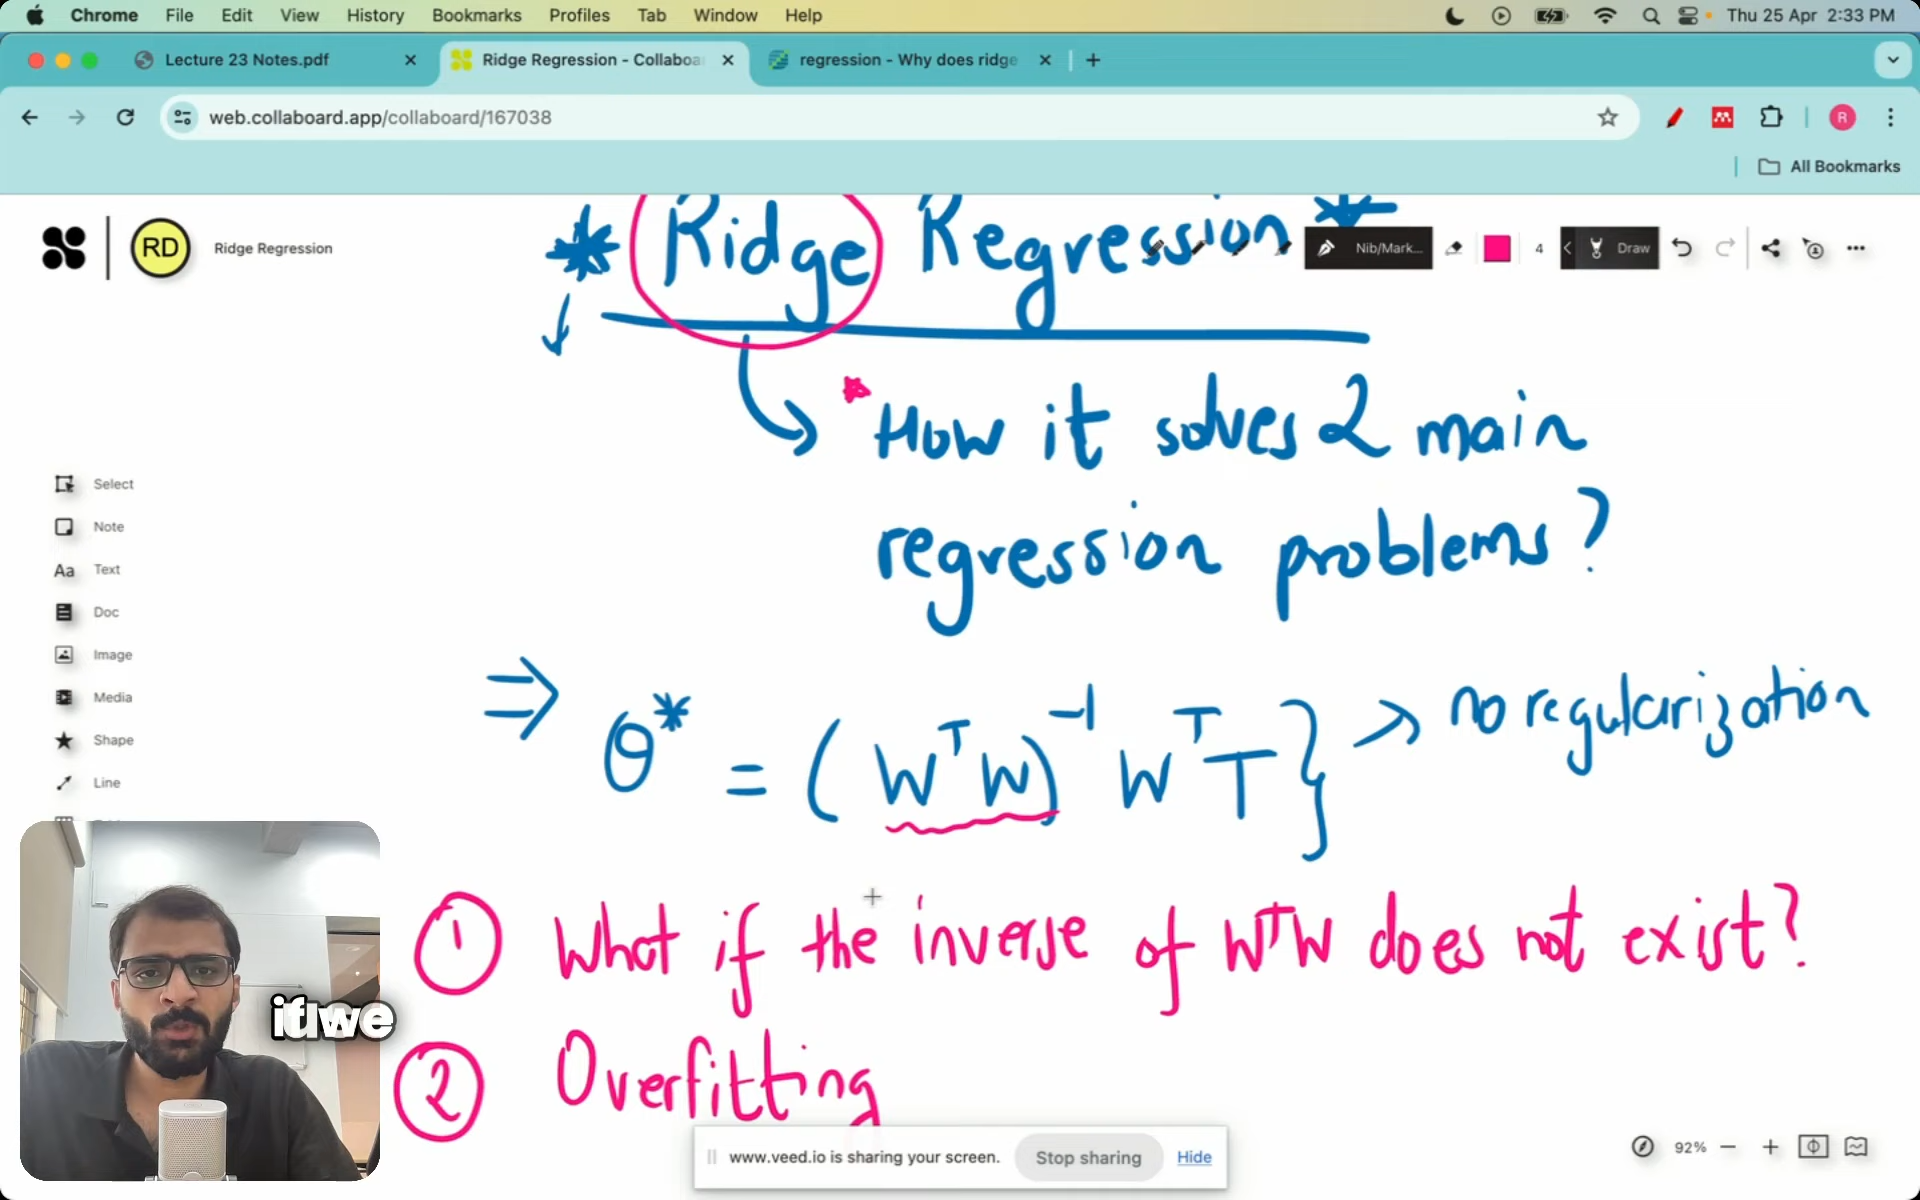 Chrome File Edit View History Bookmarks Profiles Tab Window Help Thu 25 Apr 2:33 PM
Lecture 23 Notes.pdf Ridge Regression - Collaboa regression - Why does ridge
web.collaboard.app/collaboard/167038 R
All Bookmarks
* Ridge Regression *
RD Ridge Regression Nib/Mark... 4 Draw
* How it solves 2 main
regression problems?
Select
Note
Aa Text
Doc
Image
Media
Shape
Line
⇒ θ* = (WᵀW)⁻¹ WᵀT } → no regularization
① What if the inverse of WᵀW does not exist?
② Overfitting
www.veed.io is sharing your screen. Stop sharing Hide
92%